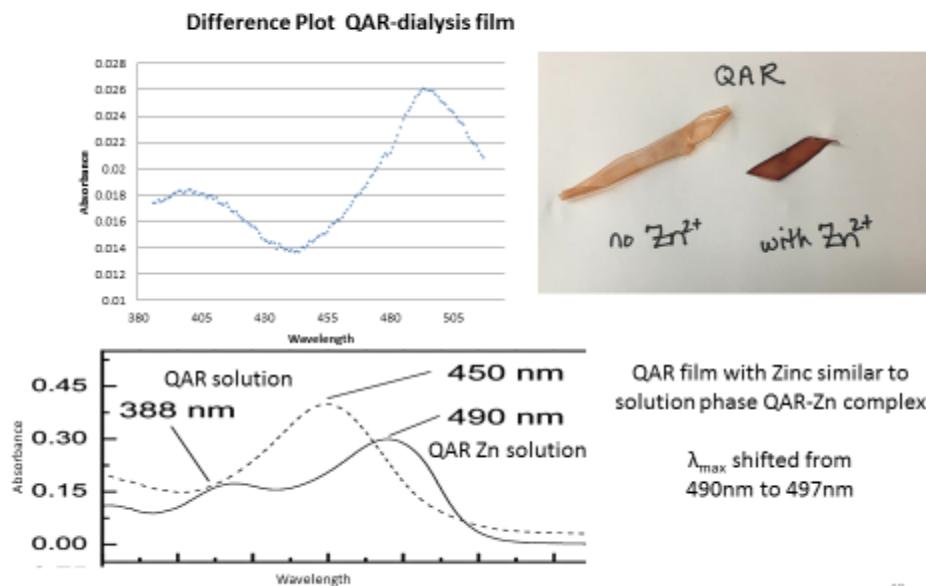 Difference Plot QAR-dialysis film
0.028
0.026
0.024
0.022
0.02
0.018
0.016
0.014
0.012
0.01
Absorbance
380 405 430 455 480 505
Wavelength
QAR
no Zn2+
with Zn2+
0.45
0.30
0.15
0.00
Absorbance
QAR solution
388 nm
450 nm
490 nm
QAR Zn solution
Wavelength
QAR film with Zinc similar to
solution phase QAR-Zn complex
λmax shifted from
490nm to 497nm